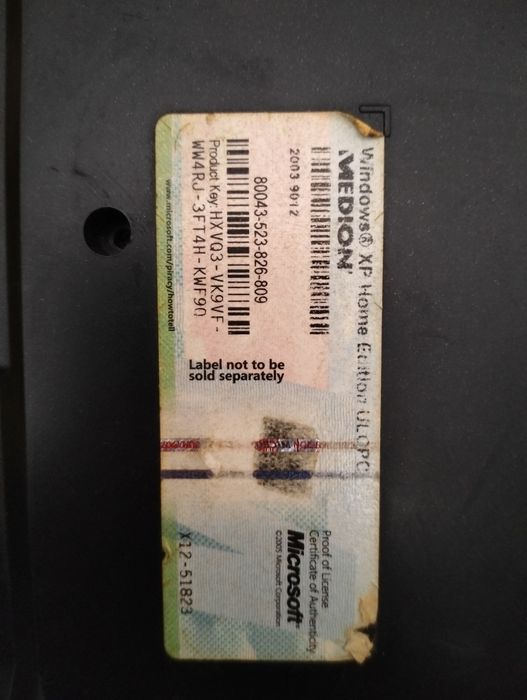 Windows® XP Home Edition ULCPC
MEDION
2003 9012
80043-523-826-809
Product Key: HXVQ3-VK9VF-
WW4RJ-3FT4H-KWF9Q
www.microsoft.com/piracy/howtotell
Label not to be
sold separately
Proof of License
Certificate of Authenticity
Microsoft®
©2005 Microsoft Corporation
X12-51823